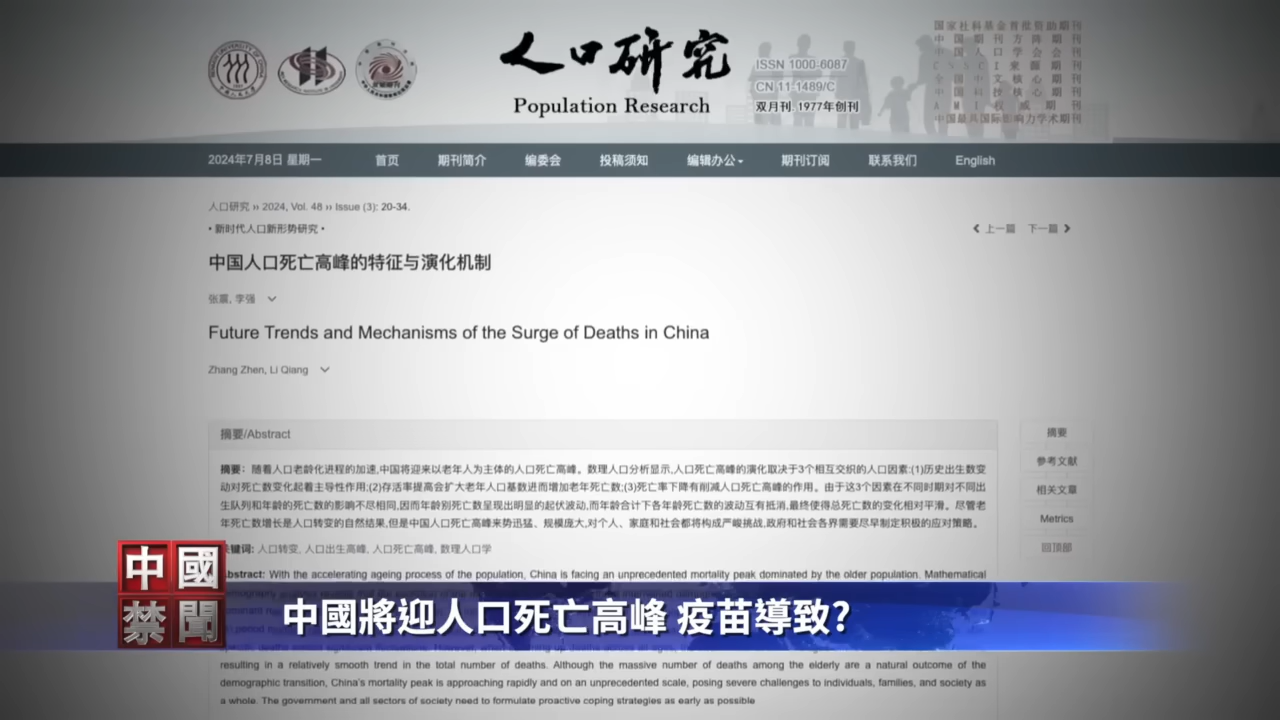 人口研究
Population Research
ISSN 1000-6087
CN 11-1489/C
双月刊 1977年创刊
国家社科基金首批资助期刊
中国期刊方阵期刊
中国人口学会会刊
CSSCI来源期刊
全国中文核心期刊
中国科技核心期刊
AMI权威期刊
中国最具国际影响力学术期刊
2024年7月8日 星期一 首页 期刊简介 编委会 投稿须知 编辑办公 期刊订阅 联系我们 English
人口研究 ›› 2024, Vol. 48 ›› Issue (3): 20-34.
• 新时代人口新形势研究 • 上一篇 下一篇
中国人口死亡高峰的特征与演化机制
张震, 李强
Future Trends and Mechanisms of the Surge of Deaths in China
Zhang Zhen, Li Qiang
摘要/Abstract
摘要：随着人口老龄化进程的加速,中国将迎来以老年人为主体的人口死亡高峰。数理人口分析显示,人口死亡高峰的演化取决于3个相互交织的人口因素:(1)历史出生数变
动对死亡数变化起着主导性作用;(2)存活率提高会扩大老年人口基数进而增加老年死亡数;(3)死亡率下降有削减人口死亡高峰的作用。由于这3个因素在不同时期对不同出
生队列和年龄的死亡数的影响不尽相同,因而年龄别死亡数呈现出明显的起伏波动,而年龄合计下各年龄死亡数的波动互有抵消,最终使得总死亡数的变化相对平滑。尽管老
年死亡数增长是人口转变的自然结果,但是中国人口死亡高峰来势迅猛、规模庞大,对个人、家庭和社会都将构成严峻挑战,政府和社会各界需要尽早制定积极的应对策略。
键词: 人口转变, 人口出生高峰, 人口死亡高峰, 数理人口学
bstract: With the accelerating ageing process of the population, China is facing an unprecedented mortality peak dominated by the older population. Mathematical
resulting in a relatively smooth trend in the total number of deaths. Although the massive number of deaths among the elderly are a natural outcome of the
demographic transition, China's mortality peak is approaching rapidly and on an unprecedented scale, posing severe challenges to individuals, families, and society as
a whole. The government and all sectors of society need to formulate proactive coping strategies as early as possible
摘要
参考文献
相关文章
Metrics
回顶部
中國禁聞
中國將迎人口死亡高峰 疫苗導致?